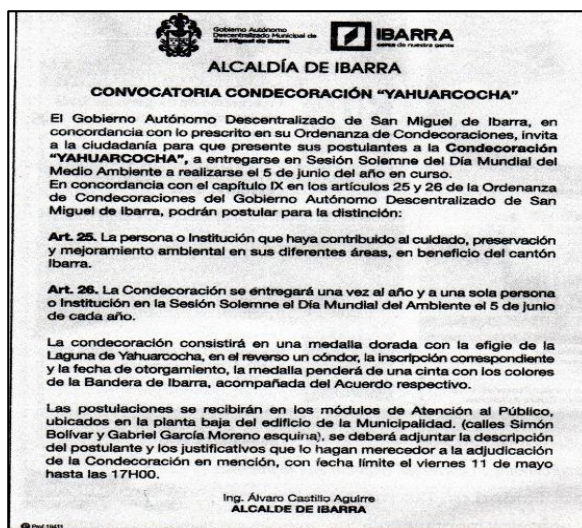 Gobierno Autónomo
Descentralizado Municipal de
San Miguel de Ibarra
IBARRA
cerca de nuestra gente
ALCALDÍA DE IBARRA
CONVOCATORIA CONDECORACIÓN “YAHUARCOCHA”
El Gobierno Autónomo Descentralizado de San Miguel de Ibarra, en
concordancia con lo prescrito en su Ordenanza de Condecoraciones, invita
a la ciudadanía para que presente sus postulantes a la Condecoración
“YAHUARCOCHA”, a entregarse en Sesión Solemne del Día Mundial del
Medio Ambiente a realizarse el 5 de junio del año en curso.
En concordancia con el capítulo IX en los artículos 25 y 26 de la Ordenanza
de Condecoraciones del Gobierno Autónomo Descentralizado de San
Miguel de Ibarra, podrán postular para la distinción:
Art. 25. La persona o Institución que haya contribuido al cuidado, preservación
y mejoramiento ambiental en sus diferentes áreas, en beneficio del cantón
Ibarra.
Art. 26. La Condecoración se entregará una vez al año y a una sola persona
o Institución en la Sesión Solemne el Día Mundial del Ambiente el 5 de junio
de cada año.
La condecoración consistirá en una medalla dorada con la efigie de la
Laguna de Yahuarcocha, en el reverso un cóndor, la inscripción correspondiente
y la fecha de otorgamiento, la medalla penderá de una cinta con los colores
de la Bandera de Ibarra, acompañada del Acuerdo respectivo.
Las postulaciones se recibirán en los módulos de Atención al Público,
ubicados en la planta baja del edificio de la Municipalidad. (calles Simón
Bolívar y Gabriel García Moreno esquina), se deberá adjuntar la descripción
del postulante y los justificativos que lo hagan merecedor a la adjudicación
de la Condecoración en mención, con fecha límite el viernes 11 de mayo
hasta las 17H00.
Ing. Álvaro Castillo Aguirre
ALCALDE DE IBARRA